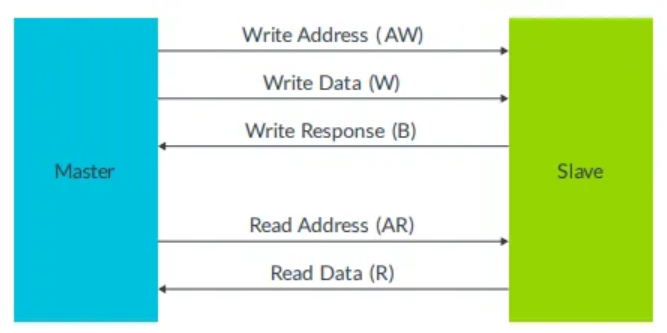 Write Address ( AW)
Write Data (W)
Write Response (B)
Master
Slave
Read Address (AR)
Read Data (R)